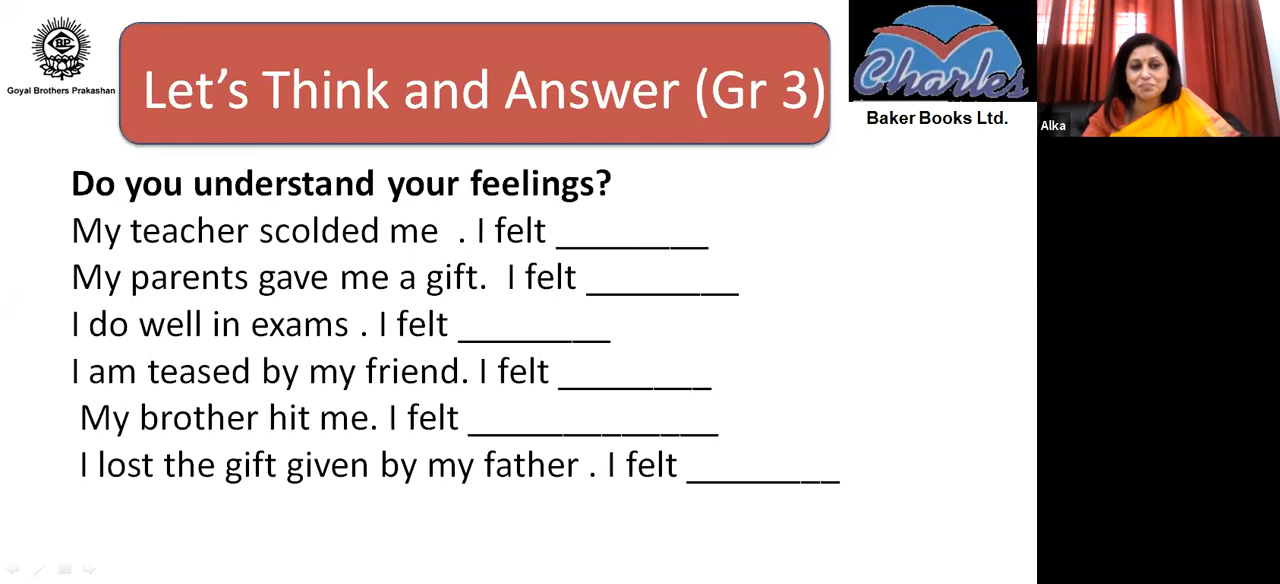 BP
Goyal Brothers Prakashan
Let's Think and Answer (Gr 3)
Charles
Baker Books Ltd.
Alka
Do you understand your feelings?
My teacher scolded me . I felt ________
My parents gave me a gift. I felt ________
I do well in exams . I felt ________
I am teased by my friend. I felt ________
My brother hit me. I felt _____________
I lost the gift given by my father . I felt ________